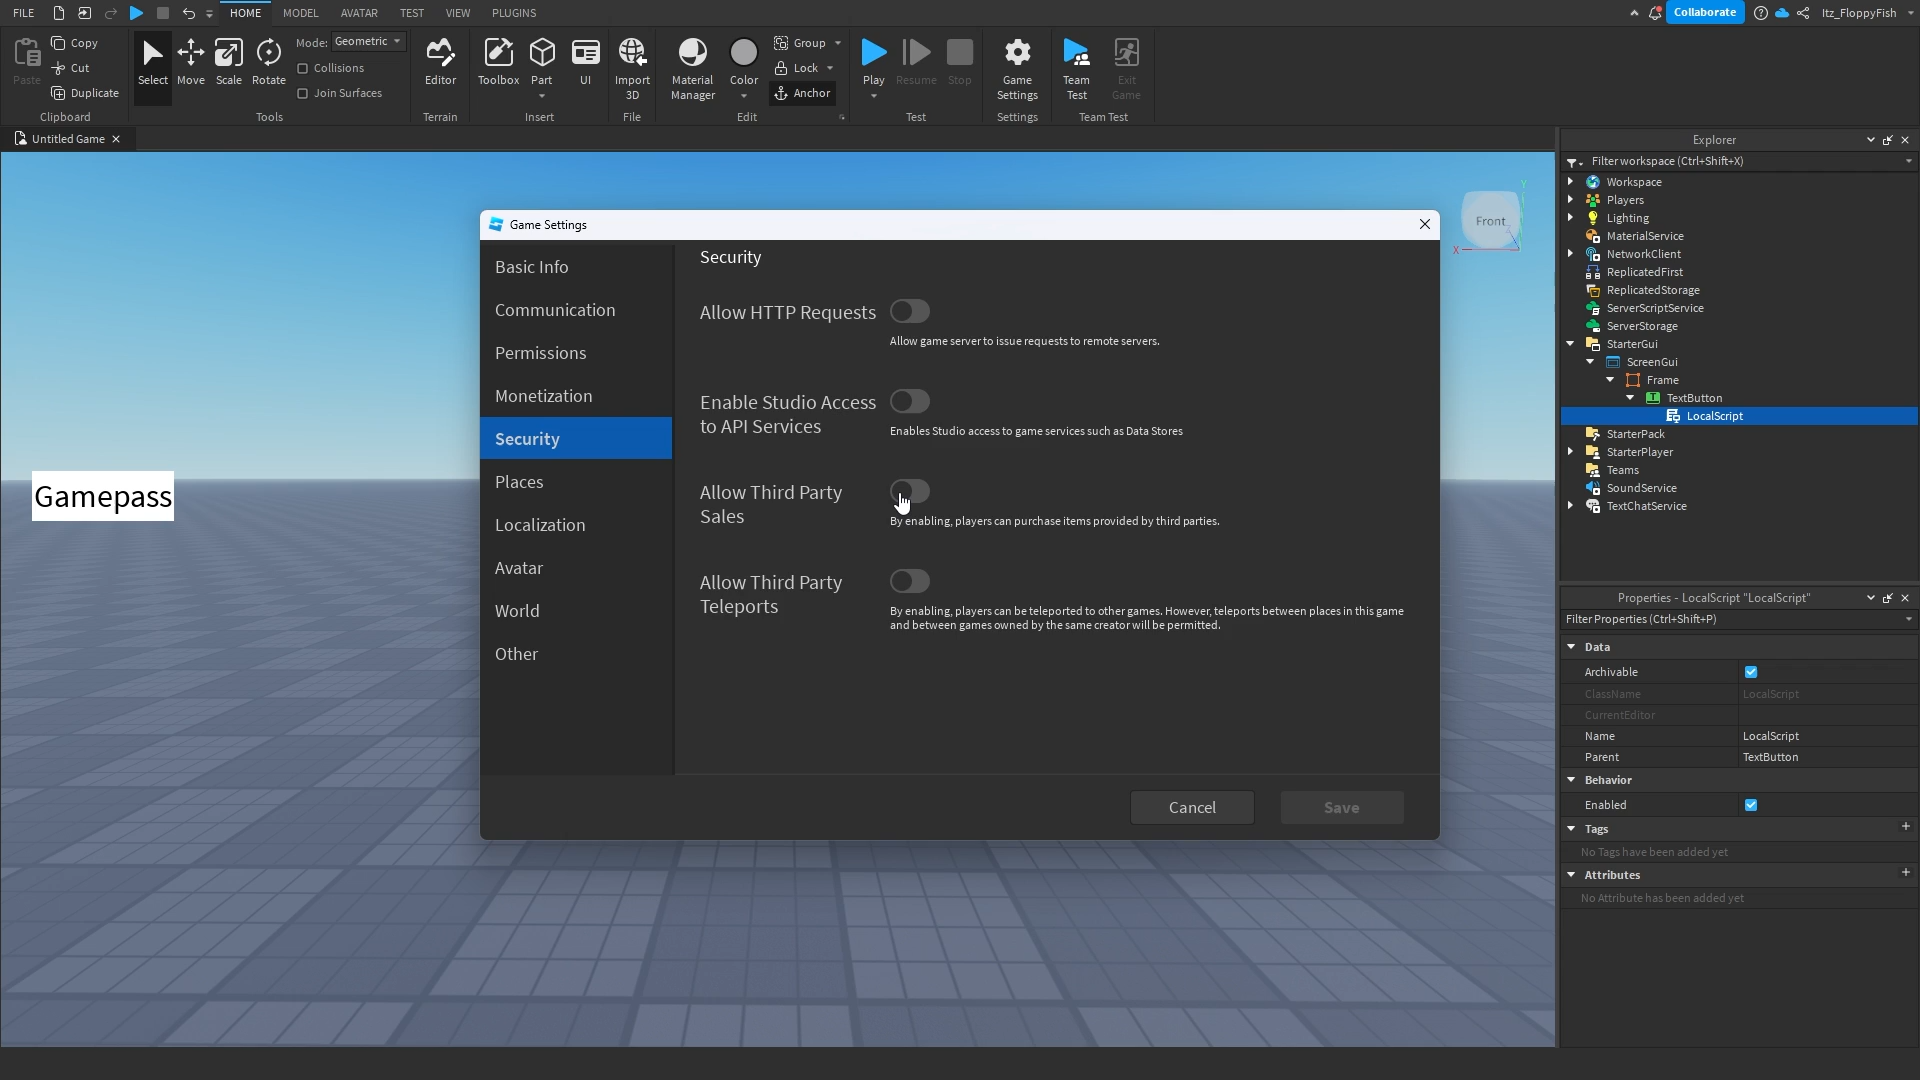 FILE
HOME
MODEL
AVATAR
TEST
VIEW
PLUGINS
Collaborate
Itz_FloppyFish
Paste
Copy
Cut
Duplicate
Clipboard
Select
Move
Scale
Rotate
Mode: Geometric
Collisions
Join Surfaces
Tools
Editor
Terrain
Toolbox
Part
UI
Insert
Import
3D
File
Material
Manager
Color
Group
Lock
Anchor
Edit
Play
Resume
Stop
Test
Game
Settings
Settings
Team
Test
Exit
Game
Team Test
Untitled Game
Gamepass
Front
X
Y
Z
Game Settings
Basic Info
Communication
Permissions
Monetization
Security
Places
Localization
Avatar
World
Other
Security
Allow HTTP Requests
Allow game server to issue requests to remote servers.
Enable Studio Access
to API Services
Enables Studio access to game services such as Data Stores
Allow Third Party
Sales
By enabling, players can purchase items provided by third parties.
Allow Third Party
Teleports
By enabling, players can be teleported to other games. However, teleports between places in this game
and between games owned by the same creator will be permitted.
Cancel
Save
Explorer
Filter workspace (Ctrl+Shift+X)
Workspace
Players
Lighting
MaterialService
NetworkClient
ReplicatedFirst
ReplicatedStorage
ServerScriptService
ServerStorage
StarterGui
ScreenGui
Frame
TextButton
LocalScript
StarterPack
StarterPlayer
Teams
SoundService
TextChatService
Properties - LocalScript "LocalScript"
Filter Properties (Ctrl+Shift+P)
Data
Archivable
ClassName LocalScript
CurrentEditor
Name LocalScript
Parent TextButton
Behavior
Enabled
Tags
No Tags have been added yet
Attributes
No Attribute has been added yet